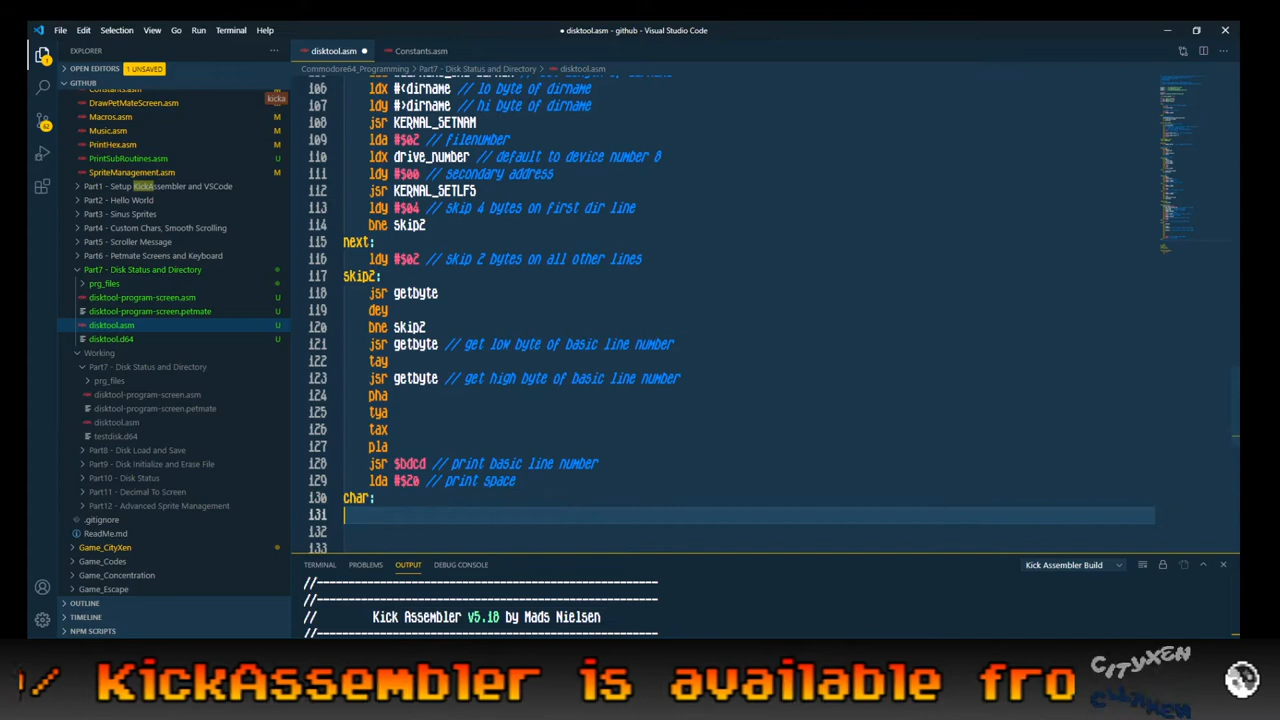 File Edit Selection View Go Run Terminal Help
● disktool.asm - github - Visual Studio Code
EXPLORER
OPEN EDITORS 1 UNSAVED
GITHUB
kicka
Constants.asm
DrawPetMateScreen.asm M
Macros.asm M
Music.asm M
PrintHex.asm M
PrintSubRoutines.asm U
SpriteManagement.asm M
Part1 - Setup KickAssembler and VSCode
Part2 - Hello World
Part3 - Sinus Sprites
Part4 - Custom Chars, Smooth Scrolling
Part5 - Scroller Message
Part6 - Petmate Screens and Keyboard
Part7 - Disk Status and Directory
prg_files
disktool-program-screen.asm U
disktool-program-screen.petmate U
disktool.asm U
disktool.d64 U
Working
Part7 - Disk Status and Directory
prg_files
disktool-program-screen.asm
disktool-program-screen.petmate
disktool.asm
testdisk.d64
Part8 - Disk Load and Save
Part9 - Disk Initialize and Erase File
Part10 - Disk Status
Part11 - Decimal To Screen
Part12 - Advanced Sprite Management
.gitignore
ReadMe.md
Game_CityXen
Game_Codes
Game_Concentration
Game_Escape
OUTLINE
TIMELINE
NPM SCRIPTS
1
62
disktool.asm ● Constants.asm
Commodore64_Programming > Part7 - Disk Status and Directory > disktool.asm
106 ldx #<dirname // lo byte of dirname
107 ldy #>dirname // hi byte of dirname
108 jsr KERNAL_SETNAM
109 lda #$02 // filenumber
110 ldx drive_number // default to device number 8
111 ldy #$00 // secondary address
112 jsr KERNAL_SETLFS
113 ldy #$04 // skip 4 bytes on first dir line
114 bne skip2
115 next:
116 ldy #$02 // skip 2 bytes on all other lines
117 skip2:
118 jsr getbyte
119 dey
120 bne skip2
121 jsr getbyte // get low byte of basic line number
122 tay
123 jsr getbyte // get high byte of basic line number
124 pha
125 tya
126 tax
127 pla
128 jsr $bdcd // print basic line number
129 lda #$20 // print space
130 char:
131
132
133
TERMINAL PROBLEMS OUTPUT DEBUG CONSOLE
Kick Assembler Build
//------------------------------------------------------
//------------------------------------------------------
// Kick Assembler v5.18 by Mads Nielsen
//------------------------------------------------------
KickAssembler is available fro
CITYXEN